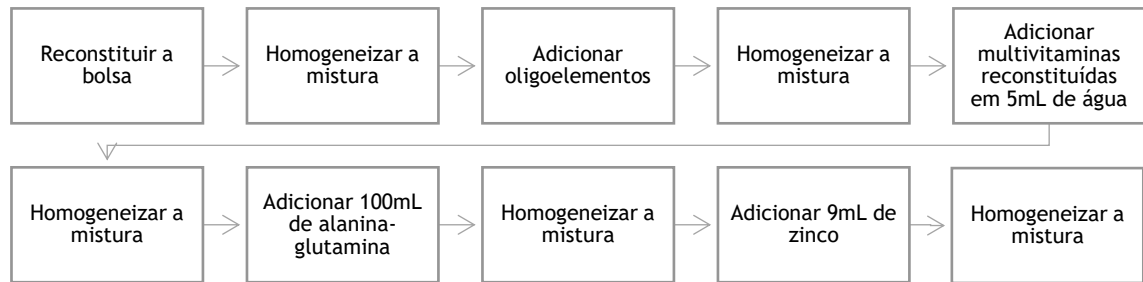 Reconstituir a
bolsa
Homogeneizar a
mistura
Adicionar
oligoelementos
Homogeneizar a
mistura
Adicionar
multivitaminas
reconstituídas
em 5mL de água
Homogeneizar a
mistura
Adicionar 100mL
de alanina-
glutamina
Homogeneizar a
mistura
Adicionar 9mL de
zinco
Homogeneizar a
mistura